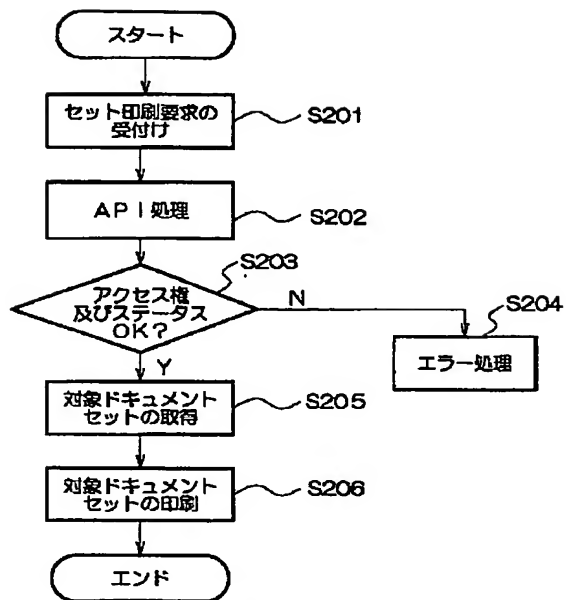 スタート
セット印刷要求の
受付け
S201
API処理
S202
S203
アクセス権
及びステータス
OK?
N
S204
エラー処理
Y
対象ドキュメント
セットの取得
S205
対象ドキュメント
セットの印刷
S206
エンド